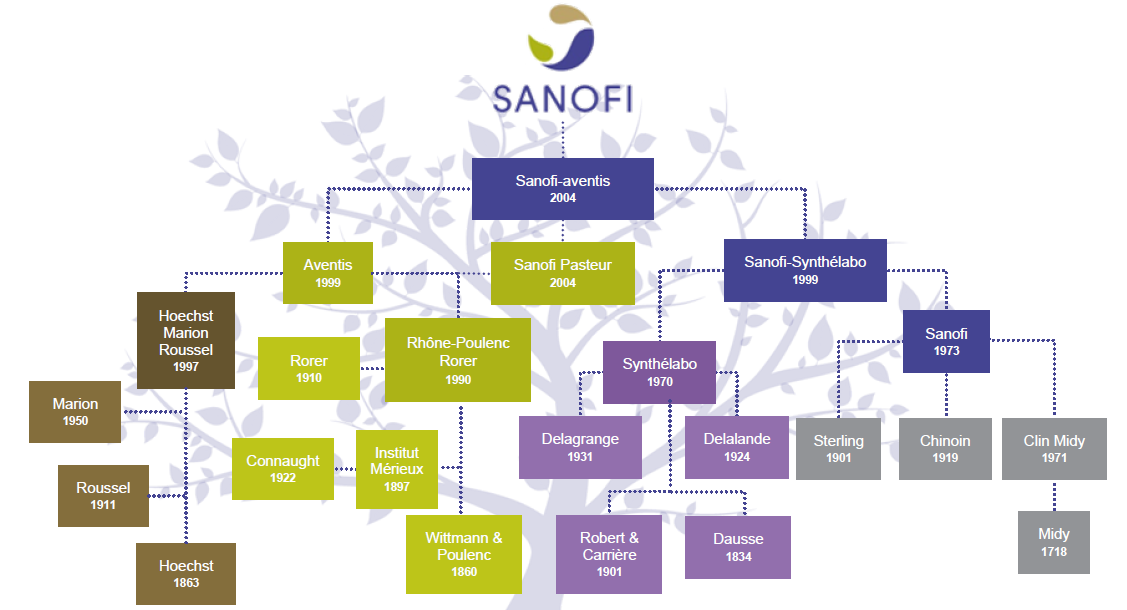 SANOFI
Sanofi-aventis
2004
Aventis
1999
Sanofi Pasteur
2004
Sanofi-Synthélabo
1999
Hoechst
Marion
Roussel
1997
Rorer
1910
Rhône-Poulenc
Rorer
1990
Synthélabo
1970
Sanofi
1973
Marion
1950
Connaught
1922
Institut
Mérieux
1897
Delagrange
1931
Delalande
1924
Sterling
1901
Chinoin
1919
Clin Midy
1971
Roussel
1911
Hoechst
1863
Wittmann &
Poulenc
1860
Robert &
Carrière
1901
Dausse
1834
Midy
1718